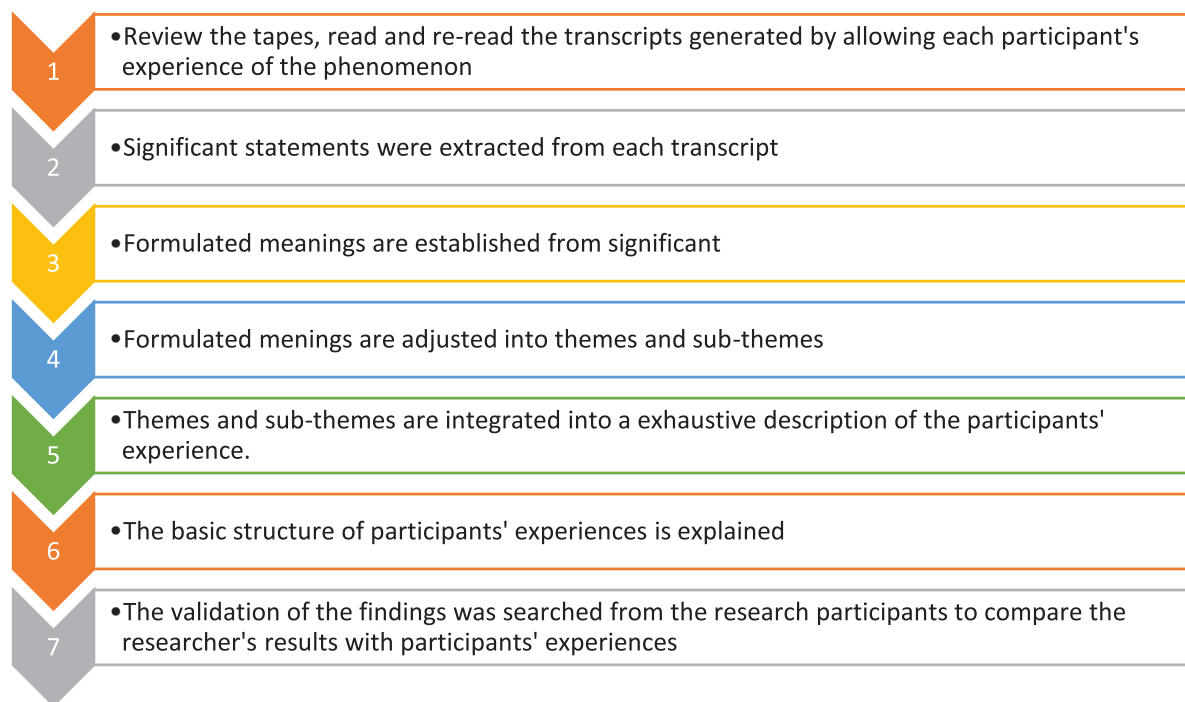 1
•Review the tapes, read and re-read the transcripts generated by allowing each participant's
experience of the phenomenon
2
•Significant statements were extracted from each transcript
3
•Formulated meanings are established from significant
4
•Formulated menings are adjusted into themes and sub-themes
5
•Themes and sub-themes are integrated into a exhaustive description of the participants'
experience.
6
•The basic structure of participants' experiences is explained
7
•The validation of the findings was searched from the research participants to compare the
researcher's results with participants' experiences